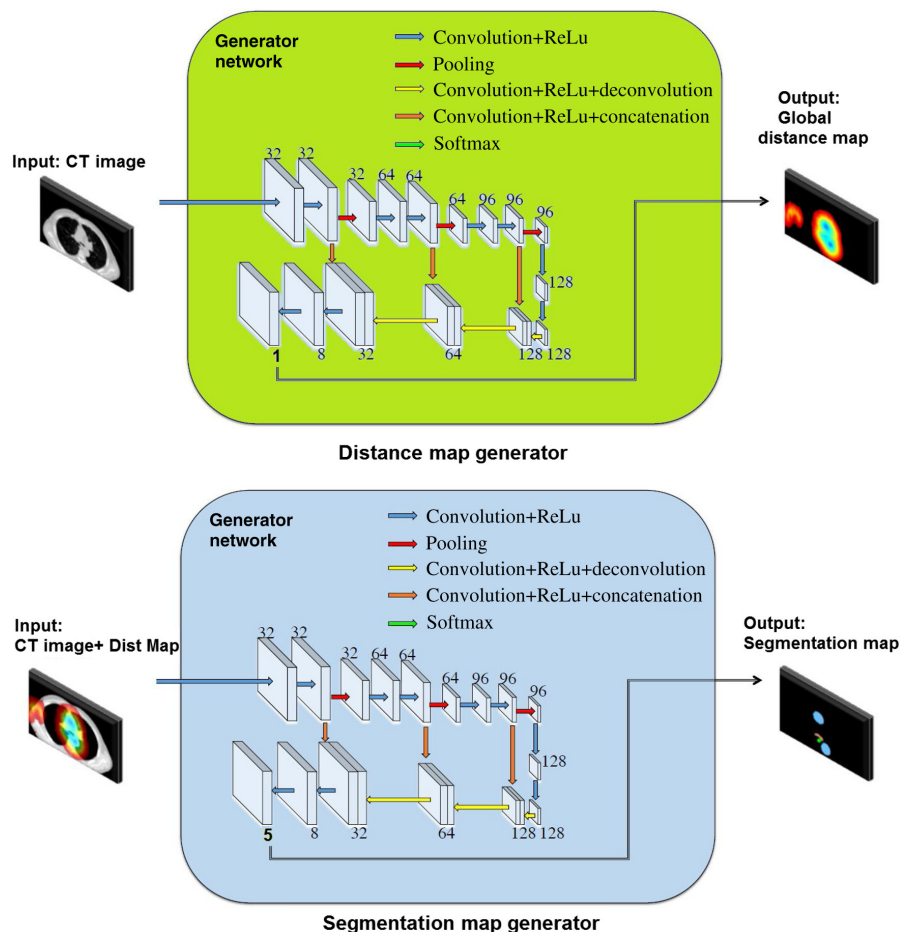 Generator
network
Convolution+ReLu
Pooling
Convolution+ReLu+deconvolution
Convolution+ReLu+concatenation
Softmax
Input: CT image
Output:
Global
distance map
32 32 32 64 64 64 96 96 96
128
1 8 32 64 128 128
Distance map generator
Generator
network
Convolution+ReLu
Pooling
Convolution+ReLu+deconvolution
Convolution+ReLu+concatenation
Softmax
Input:
CT image+ Dist Map
Output:
Segmentation map
32 32 32 64 64 64 96 96 96
128
5 8 32 64 128 128
Segmentation map generator